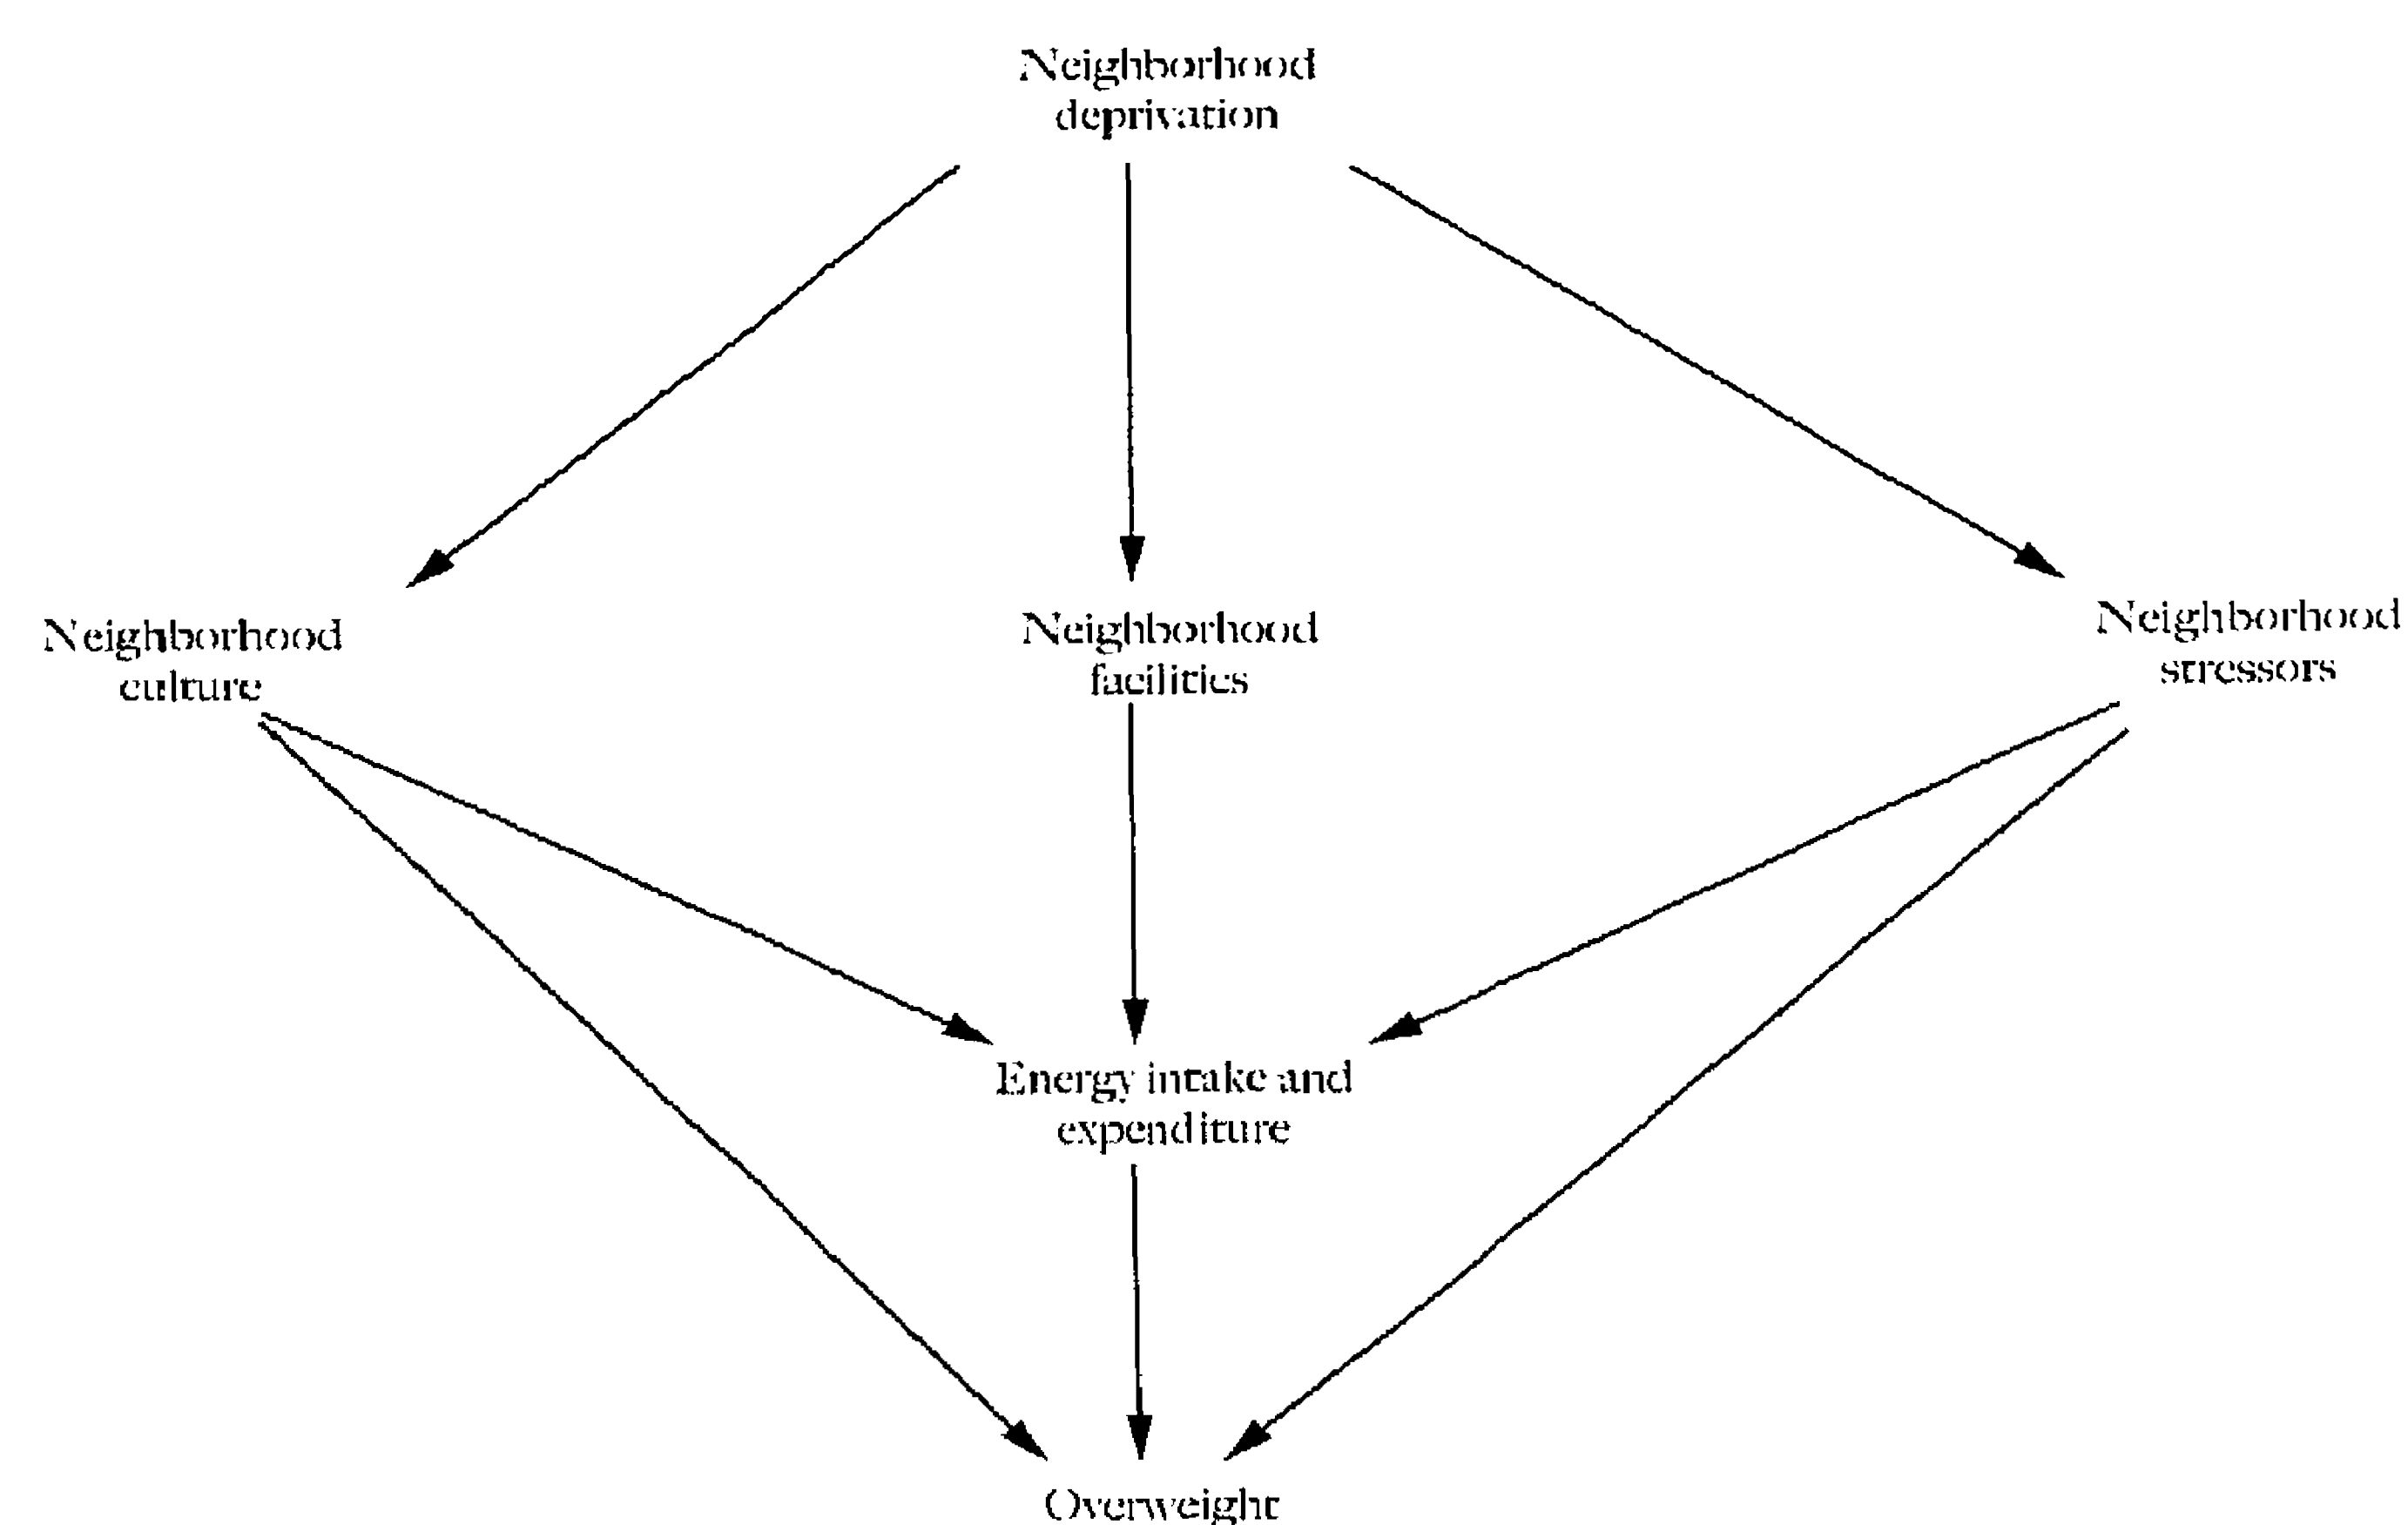 Neighborhood
deprivation
Neighborhood
culture
Neighborhood
facilities
Neighborhood
stressors
Energy intake and
expenditure
Overweight